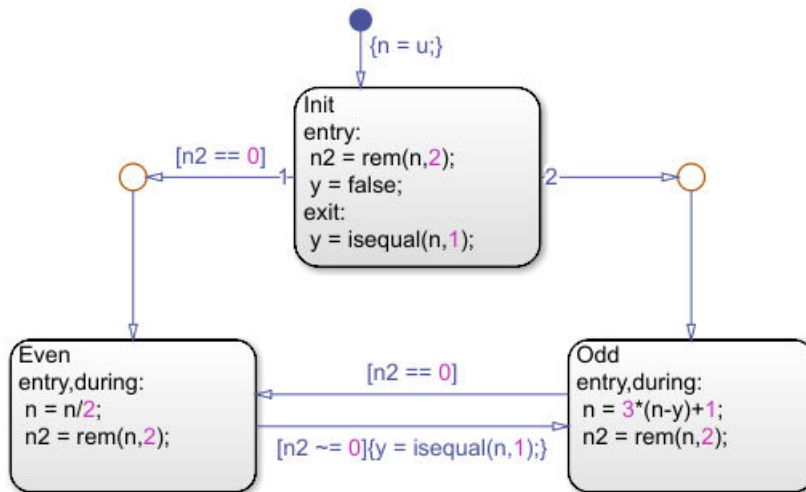 {n = u;}
Init
entry:
n2 = rem(n,2);
y = false;
exit:
y = isequal(n,1);
[n2 == 0]
1
2
Even
entry,during:
n = n/2;
n2 = rem(n,2);
[n2 == 0]
[n2 ~= 0]{y = isequal(n,1);}
Odd
entry,during:
n = 3*(n-y)+1;
n2 = rem(n,2);